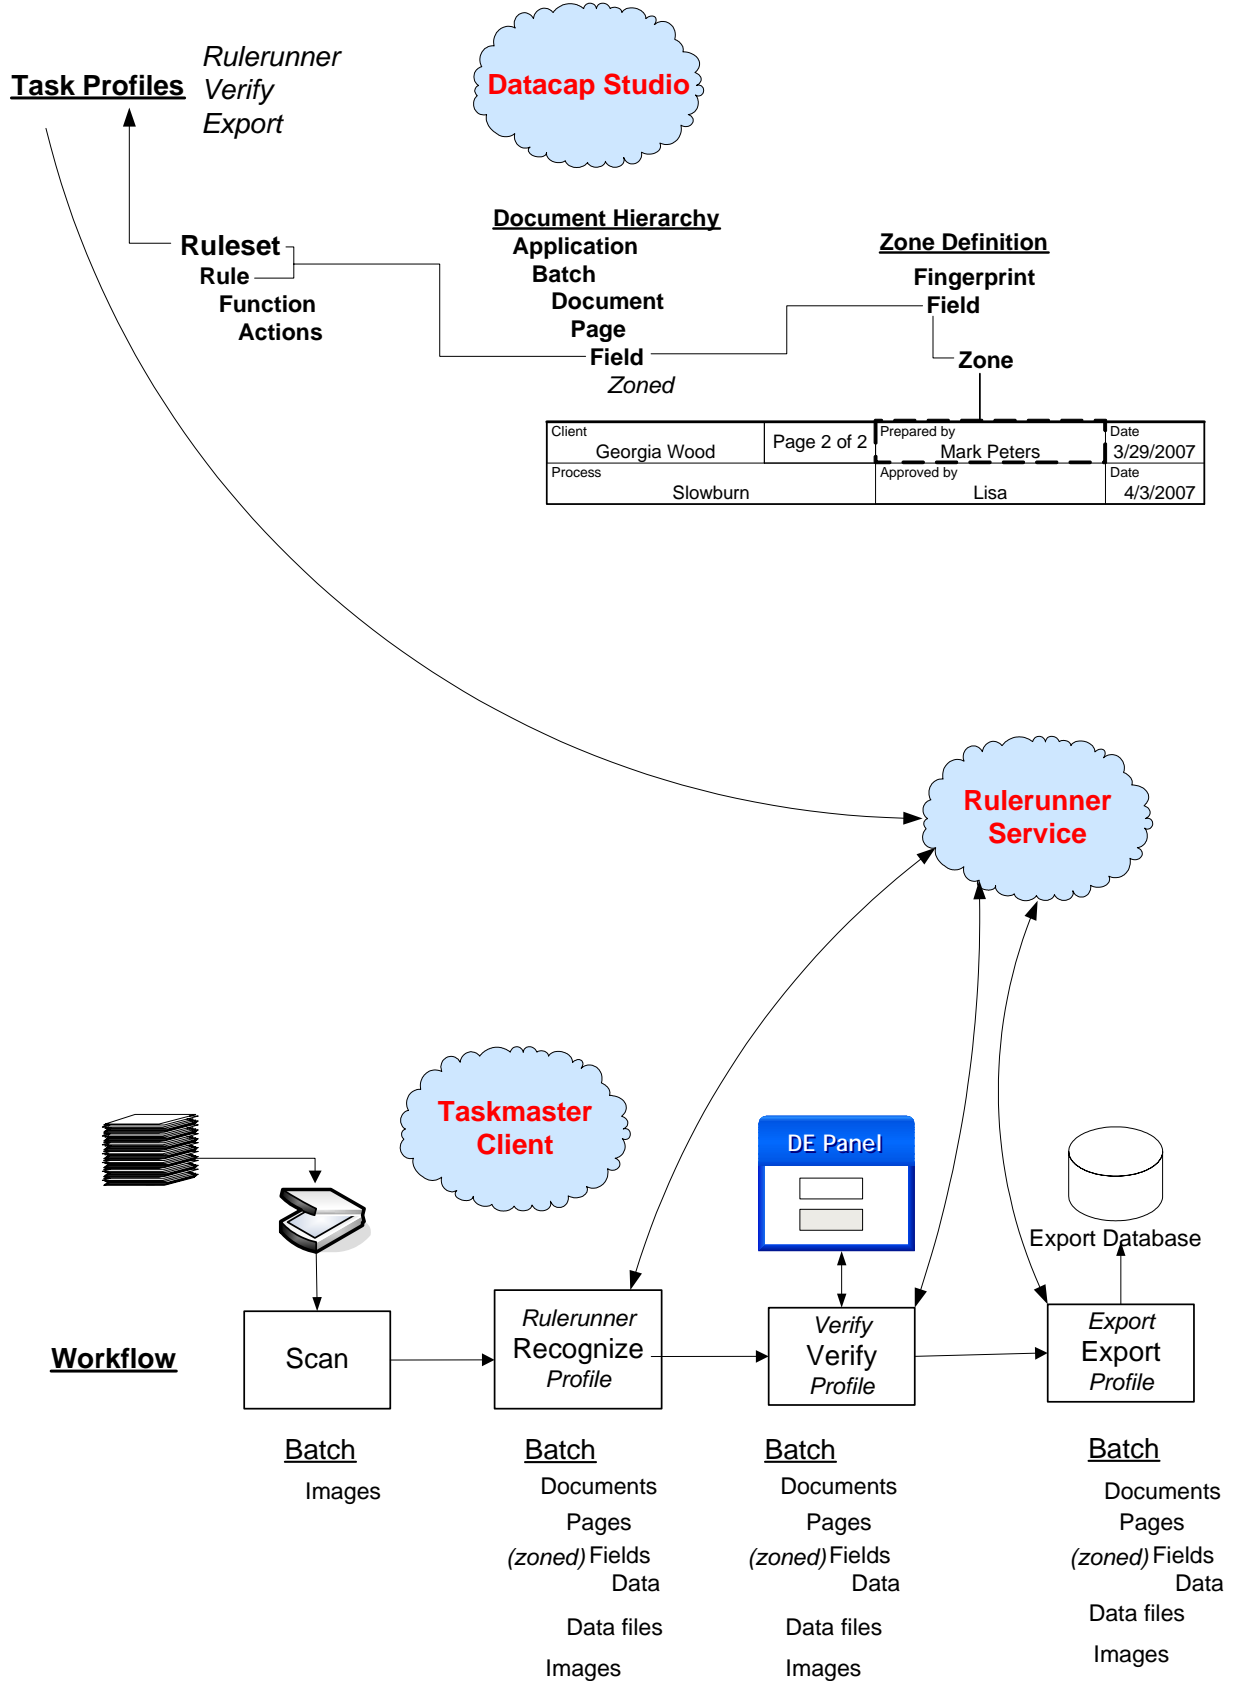 Task Profiles
Rulerunner
Verify
Export
Datacap Studio
Ruleset
Rule
Function
Actions
Document Hierarchy
Application
Batch
Document
Page
Field
Zoned
Zone Definition
Fingerprint
Field
Zone
Client
Georgia Wood
Page 2 of 2
Prepared by
Mark Peters
Date
3/29/2007
Process
Slowburn
Approved by
Lisa
Date
4/3/2007
Rulerunner
Service
Taskmaster
Client
DE Panel
Export Database
Workflow
Scan
Rulerunner
Recognize
Profile
Verify
Verify
Profile
Export
Export
Profile
Batch
Images
Batch
Documents
Pages
(zoned) Fields
Data
Data files
Images
Batch
Documents
Pages
(zoned) Fields
Data
Data files
Images
Batch
Documents
Pages
(zoned) Fields
Data
Data files
Images